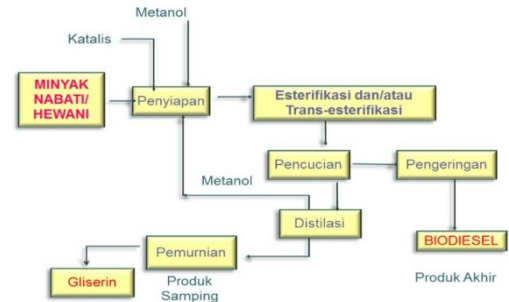 Metanol
Katalis
MINYAK
NABATI/
HEWANI
Penyiapan
Esterifikasi dan/atau
Trans-esterifikasi
Pencucian
Pengeringan
Metanol
Distilasi
BIODIESEL
Pemurnian
Gliserin
Produk
Samping
Produk Akhir